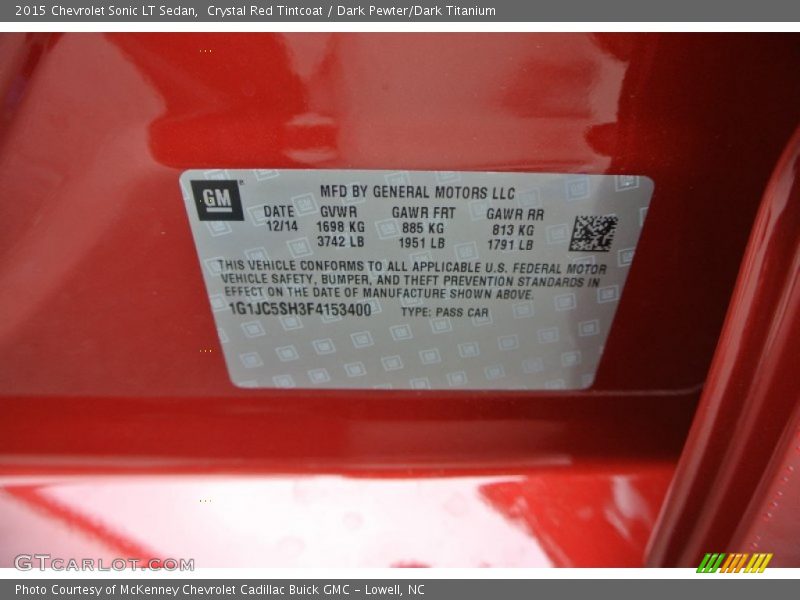 2015 Chevrolet Sonic LT Sedan, Crystal Red Tintcoat / Dark Pewter/Dark Titanium
GM
MFD BY GENERAL MOTORS LLC
DATE GVWR GAWR FRT GAWR RR
12/14 1698 KG 885 KG 813 KG
3742 LB 1951 LB 1791 LB
THIS VEHICLE CONFORMS TO ALL APPLICABLE U.S. FEDERAL MOTOR
VEHICLE SAFETY, BUMPER, AND THEFT PREVENTION STANDARDS IN
EFFECT ON THE DATE OF MANUFACTURE SHOWN ABOVE.
1G1JC5SH3F4153400 TYPE: PASS CAR
GTCARLOT.COM
Photo Courtesy of McKenney Chevrolet Cadillac Buick GMC - Lowell, NC